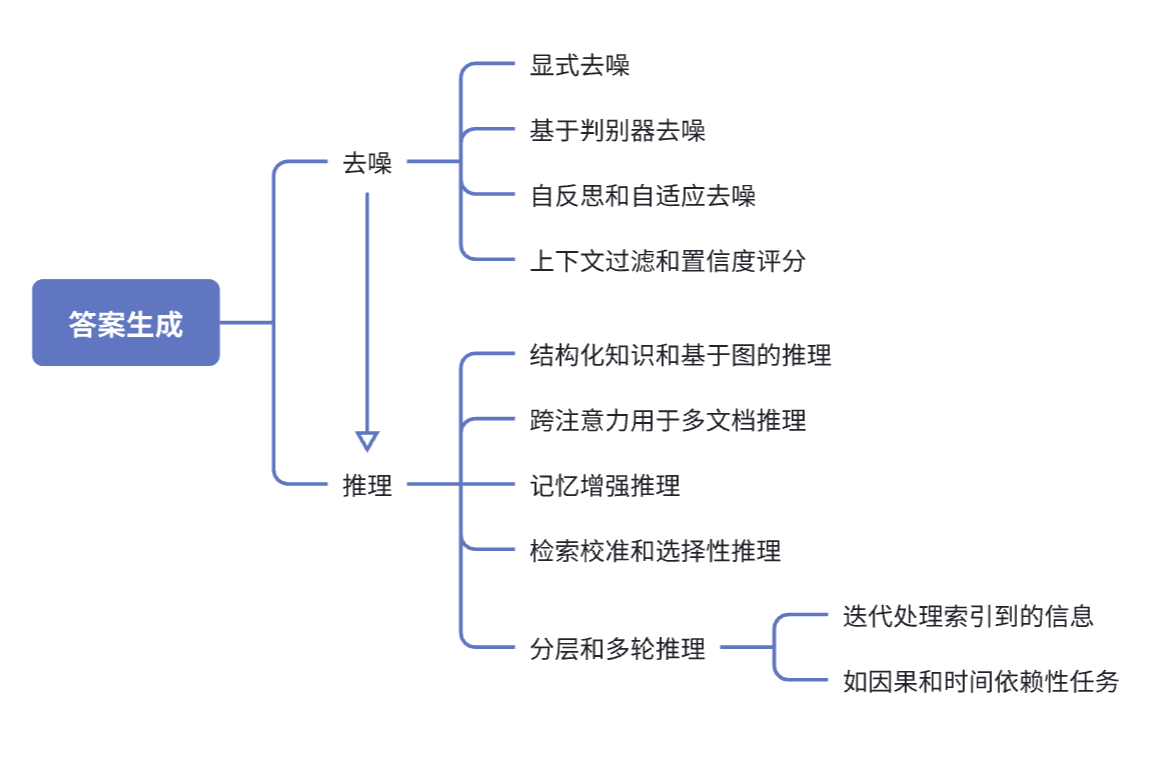 答案生成
去噪
显式去噪
基于判别器去噪
自反思和自适应去噪
上下文过滤和置信度评分
推理
结构化知识和基于图的推理
跨注意力用于多文档推理
记忆增强推理
检索校准和选择性推理
分层和多轮推理
迭代处理索引到的信息
如因果和时间依赖性任务